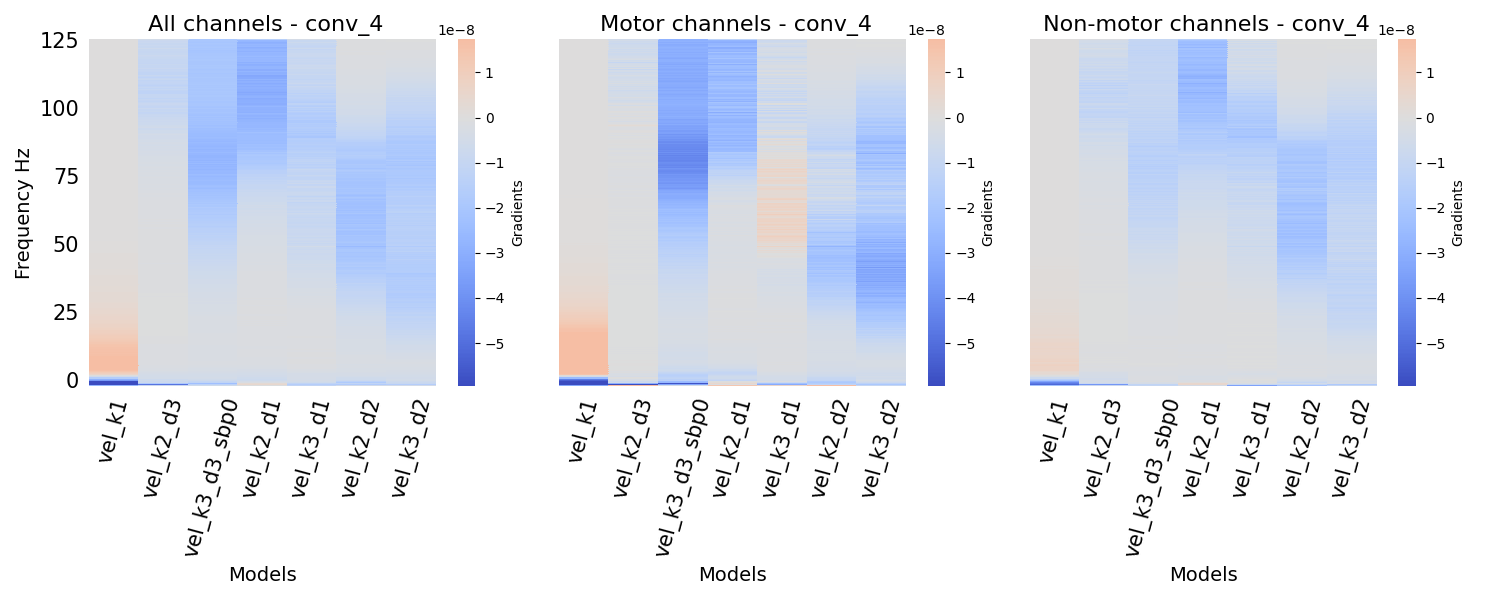 All channels - conv_4
1e−8
125
100
75
50
25
0
Frequency Hz
1
0
−1
−2
−3
−4
−5
Gradients
vel_k1
vel_k2_d3
vel_k3_d3_sbp0
vel_k2_d1
vel_k3_d1
vel_k2_d2
vel_k3_d2
Models
Motor channels - conv_4
1e−8
1
0
−1
−2
−3
−4
−5
Gradients
vel_k1
vel_k2_d3
vel_k3_d3_sbp0
vel_k2_d1
vel_k3_d1
vel_k2_d2
vel_k3_d2
Models
Non-motor channels - conv_4
1e−8
1
0
−1
−2
−3
−4
−5
Gradients
vel_k1
vel_k2_d3
vel_k3_d3_sbp0
vel_k2_d1
vel_k3_d1
vel_k2_d2
vel_k3_d2
Models